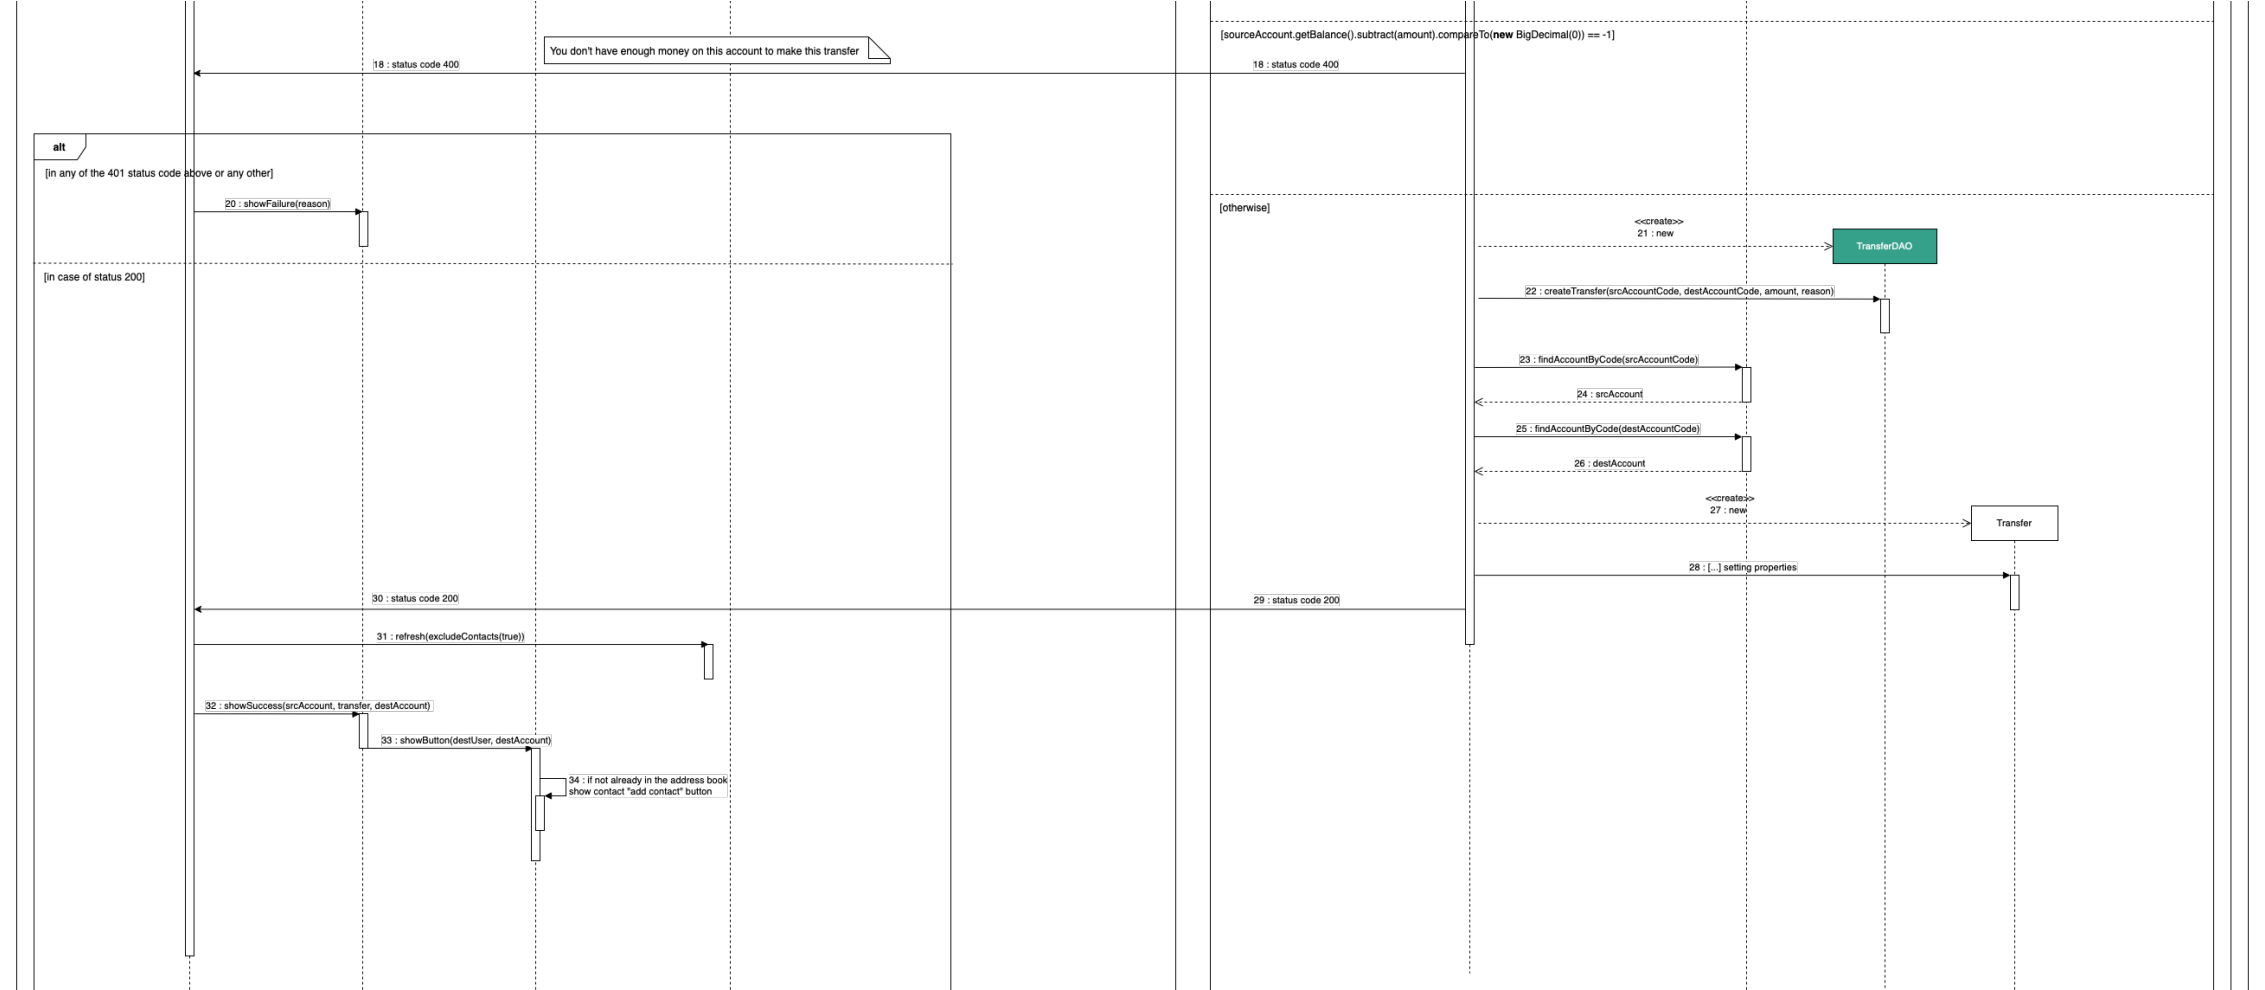 [sourceAccount.getBalance().subtract(amount).compareTo(new BigDecimal(0)) == -1]
You don't have enough money on this account to make this transfer
18 : status code 400
18 : status code 400
alt
[in any of the 401 status code above or any other]
20 : showFailure(reason)
[otherwise]
<<create>>
21 : new
TransferDAO
[in case of status 200]
22 : createTransfer(srcAccountCode, destAccountCode, amount, reason)
23 : findAccountByCode(srcAccountCode)
24 : srcAccount
25 : findAccountByCode(destAccountCode)
26 : destAccount
<<create>>
27 : new
Transfer
28 : [...] setting properties
30 : status code 200
29 : status code 200
31 : refresh(excludeContacts(true))
32 : showSuccess(srcAccount, transfer, destAccount)
33 : showButton(destUser, destAccount)
34 : if not already in the address book
show contact "add contact" button